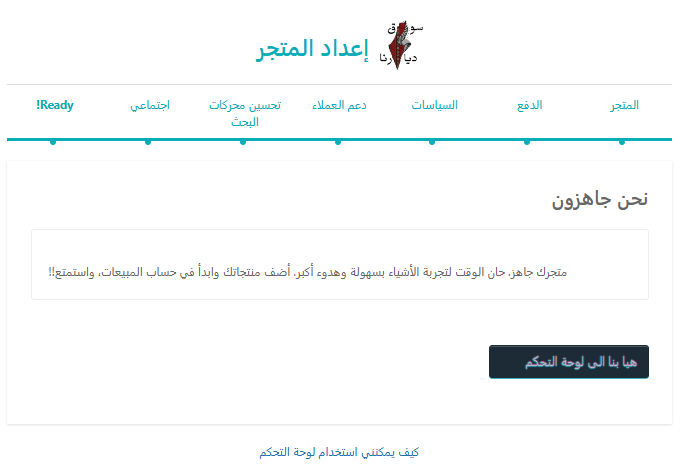 سوق
ديارنا
إعداد المتجر
المتجر
الدفع
السياسات
دعم العملاء
تحسين محركات
البحث
اجتماعي
Ready!
نحن جاهزون
متجرك جاهز. حان الوقت لتجربة الأشياء بسهولة وهدوء أكبر. أضف منتجاتك وابدأ في حساب المبيعات، واستمتع!!
هيا بنا الى لوحة التحكم
كيف يمكنني استخدام لوحة التحكم